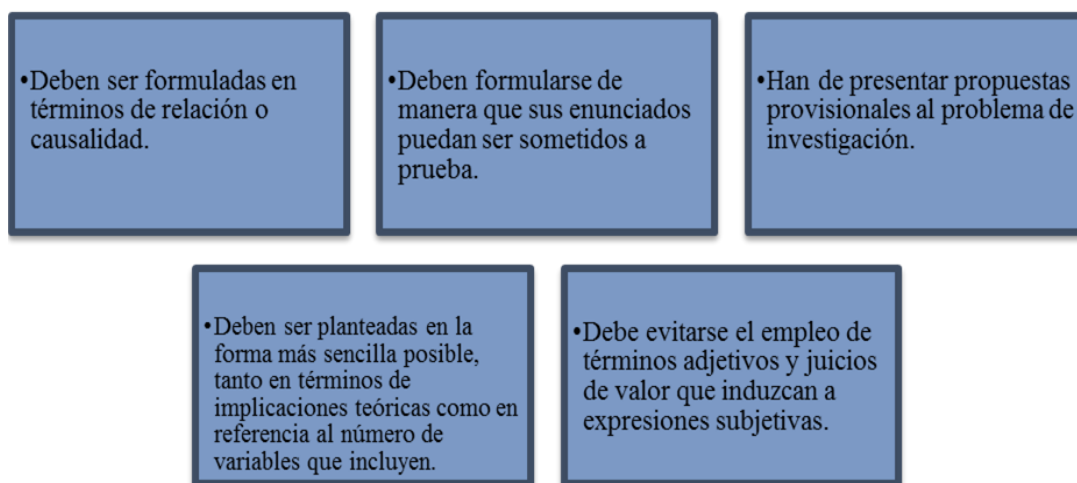 •Deben ser formuladas en
términos de relación o
causalidad.
•Deben formularse de
manera que sus enunciados
puedan ser sometidos a
prueba.
•Han de presentar propuestas
provisionales al problema de
investigación.
•Deben ser planteadas en la
forma más sencilla posible,
tanto en términos de
implicaciones teóricas como en
referencia al número de
variables que incluyen.
•Debe evitarse el empleo de
términos adjetivos y juicios
de valor que induzcan a
expresiones subjetivas.